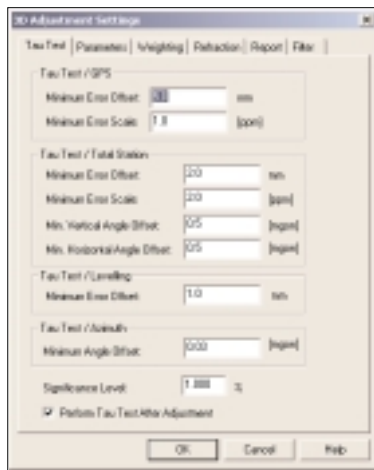 3D Adjustment Settings
Tau Test Parameters Weighting Refraction Report Filter
Tau Test / GPS
Minimum Error Offset: mm
Minimum Error Scale: 1.0 [ppm]
Tau Test / Total Station
Minimum Error Offset: 2.0 mm
Minimum Error Scale: 2.0 [ppm]
Min. Vertical Angle Offset: 0.5 [mgon]
Min. Horizontal Angle Offset: 0.5 [mgon]
Tau Test / Levelling
Minimum Error Offset: 1.0 mm
Tau Test / Azimuth
Minimum Angle Offset: 0.00 [mgon]
Significance Level: 1.000 %
Perform Tau Test After Adjustment
OK Cancel Help